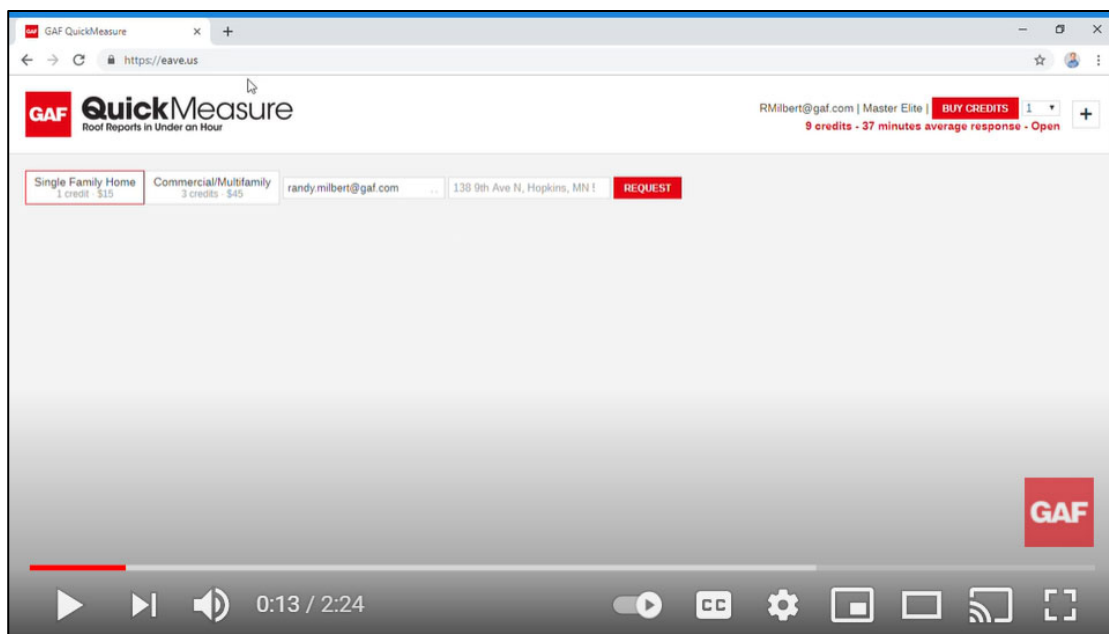 GAF QuickMeasure
https://eave.us
GAF QuickMeasure
Roof Reports in Under an Hour
RMilbert@gaf.com | Master Elite | BUY CREDITS 1
9 credits - 37 minutes average response - Open
Single Family Home
1 credit - $15
Commercial/Multifamily
3 credits - $45
randy.milbert@gaf.com
138 9th Ave N, Hopkins, MN
REQUEST
GAF
0:13 / 2:24
CC